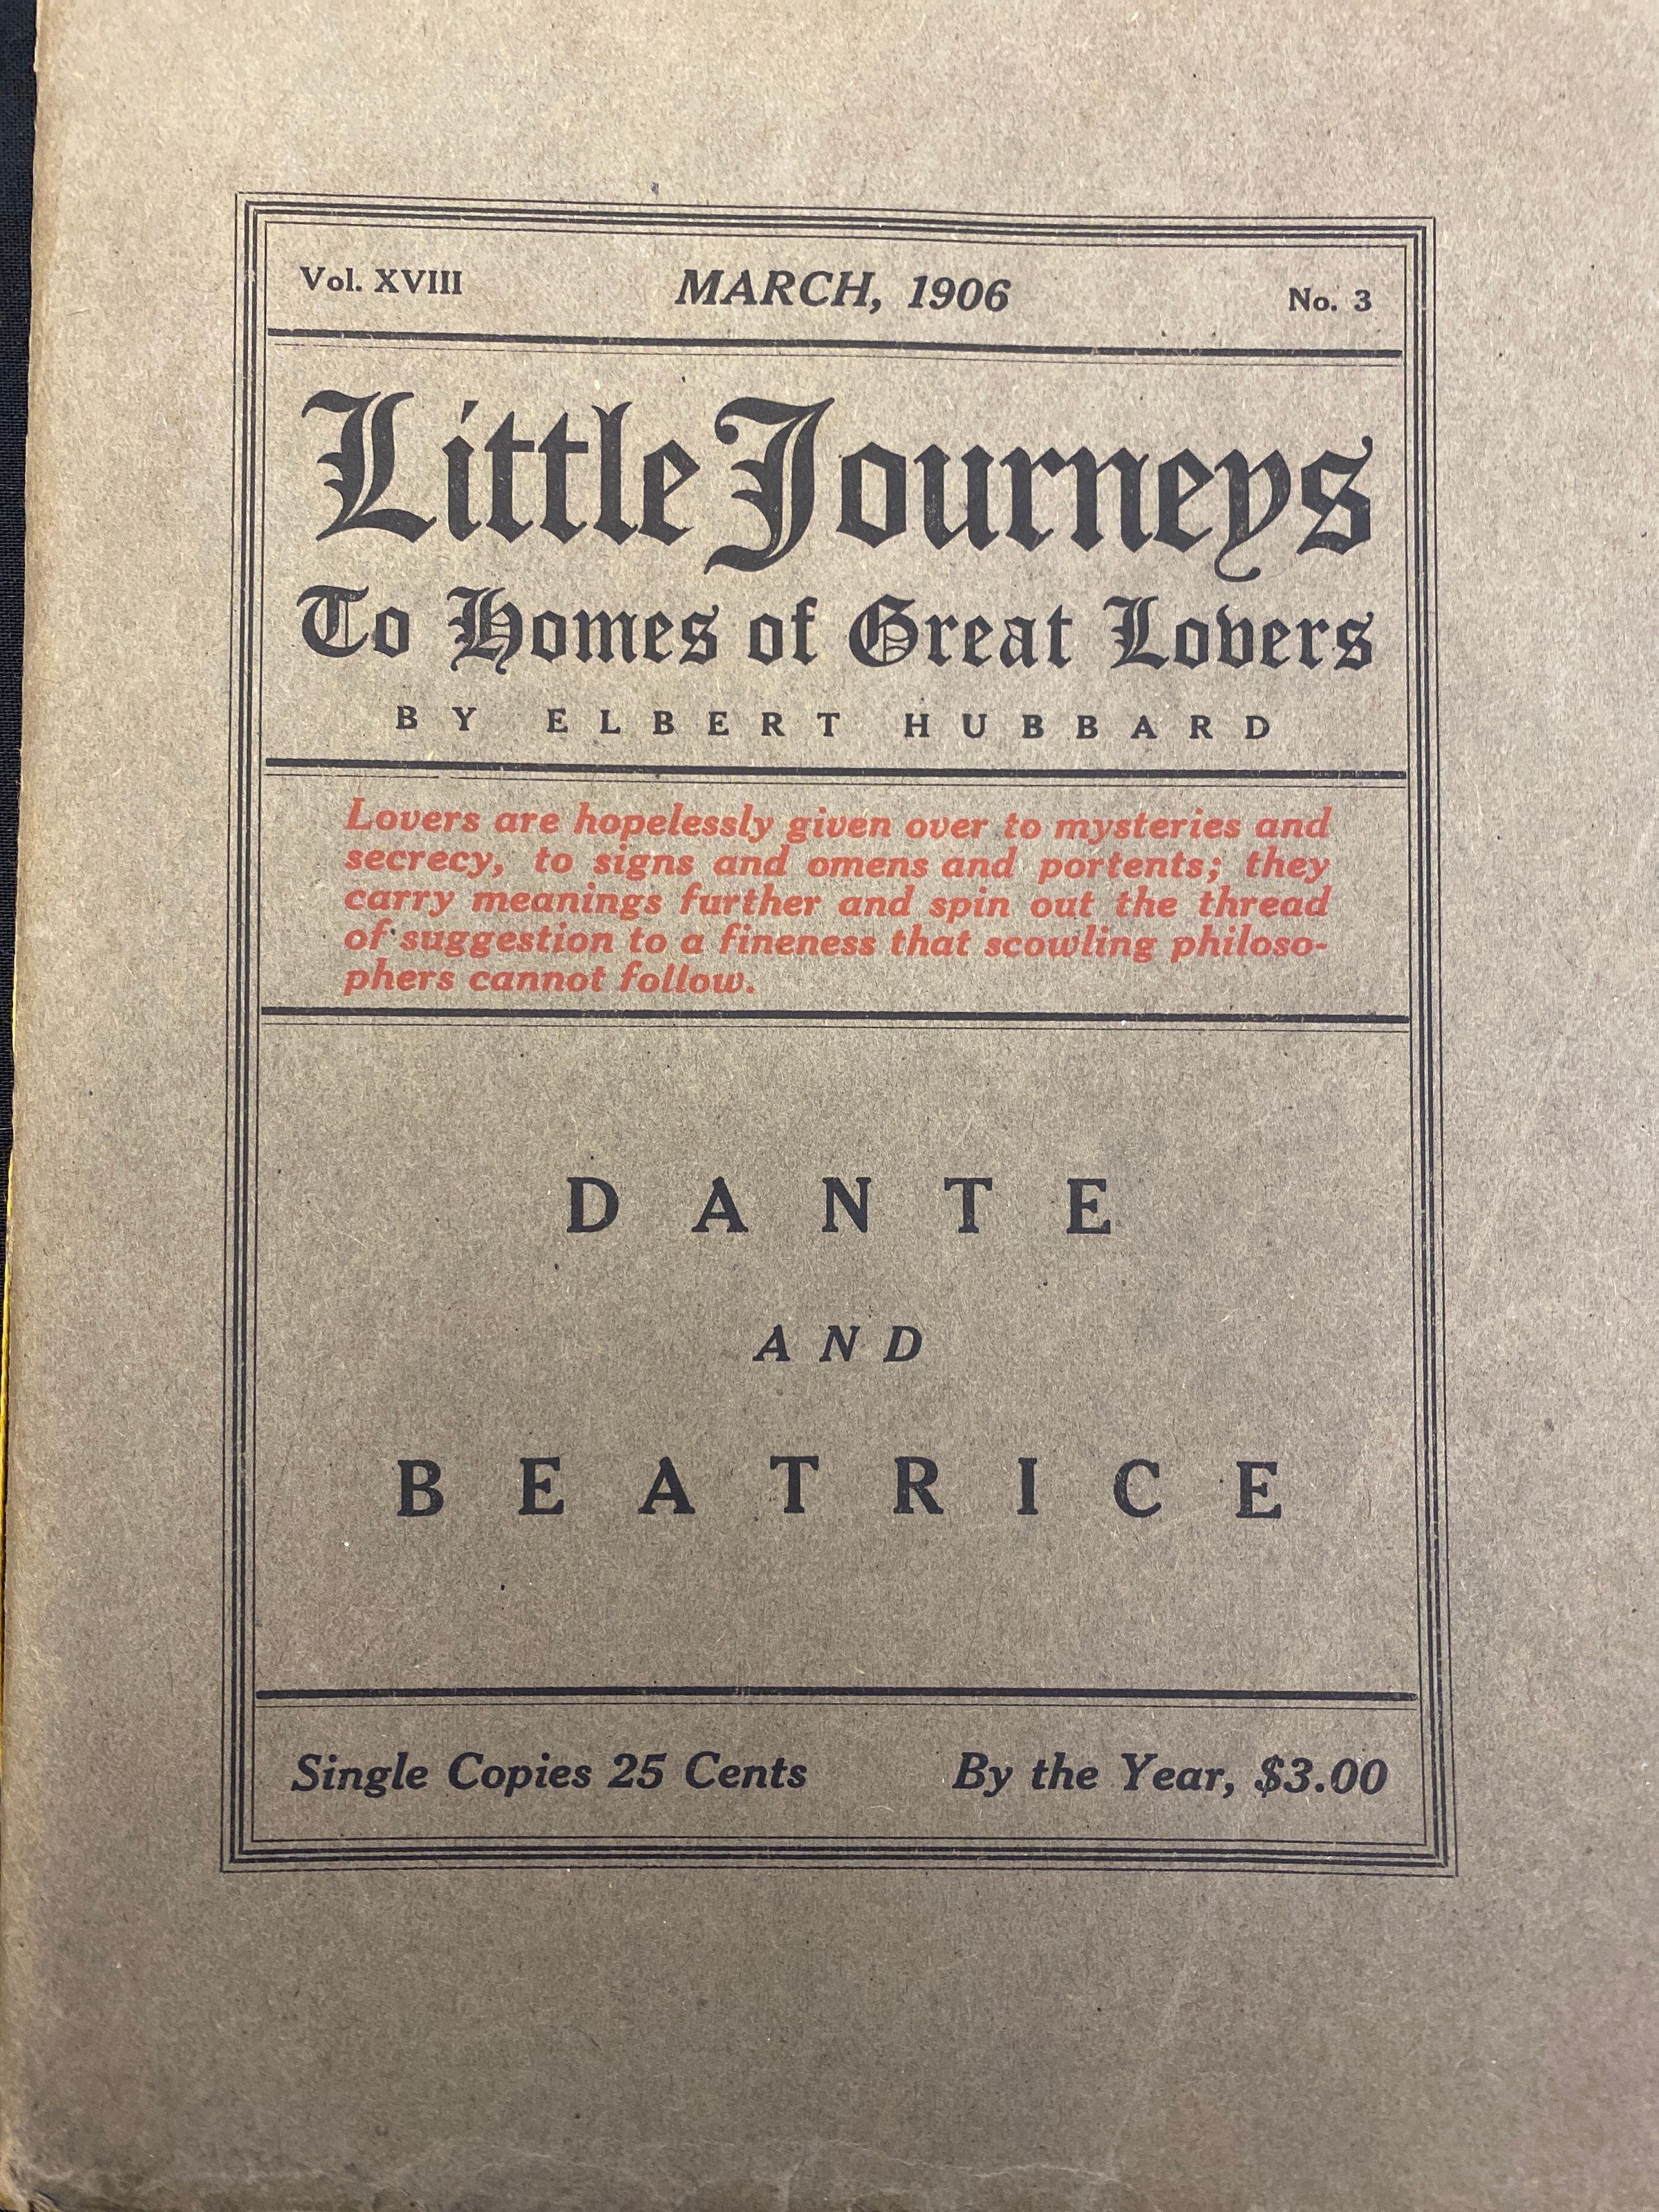 Vol. XVIII MARCH, 1906 No. 3
Little Journeys
To Homes of Great Lovers
BY ELBERT HUBBARD
Lovers are hopelessly given over to mysteries and
secrecy, to signs and omens and portents; they
carry meanings further and spin out the thread
of suggestion to a fineness that scowling philoso-
phers cannot follow.
DANTE
AND
BEATRICE
Single Copies 25 Cents By the Year, $3.00